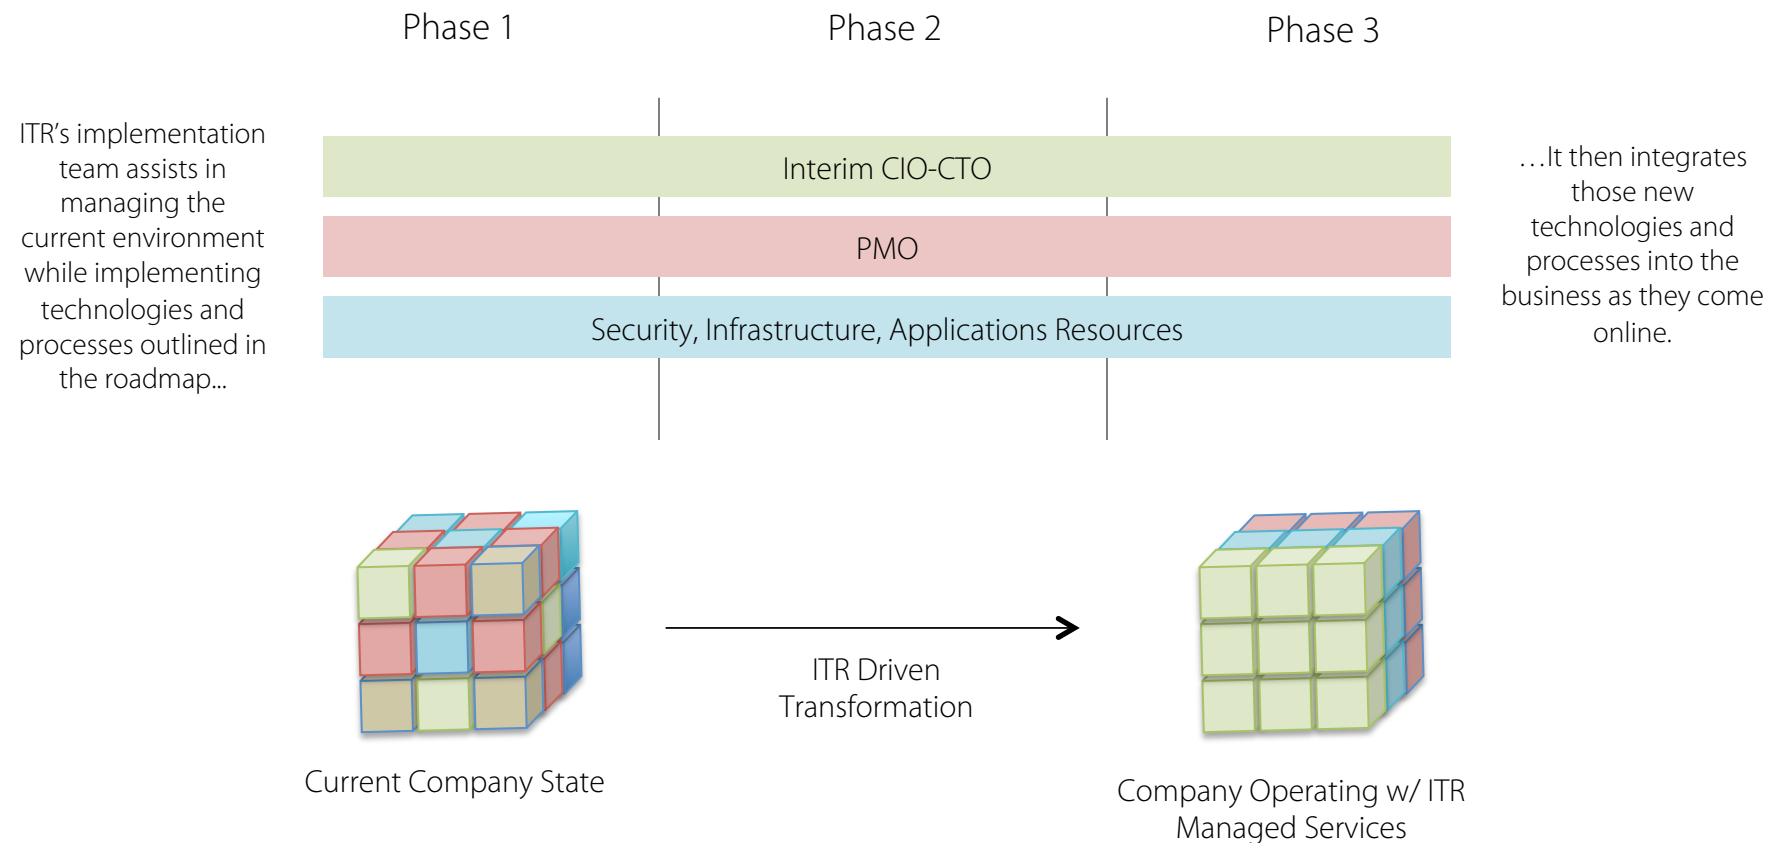 Phase 1
Phase 2
Phase 3
ITR’s implementation
team assists in
managing the
current environment
while implementing
technologies and
processes outlined in
the roadmap...
Interim CIO-CTO
PMO
Security, Infrastructure, Applications Resources
…It then integrates
those new
technologies and
processes into the
business as they come
online.
ITR Driven
Transformation
Current Company State
Company Operating w/ ITR
Managed Services